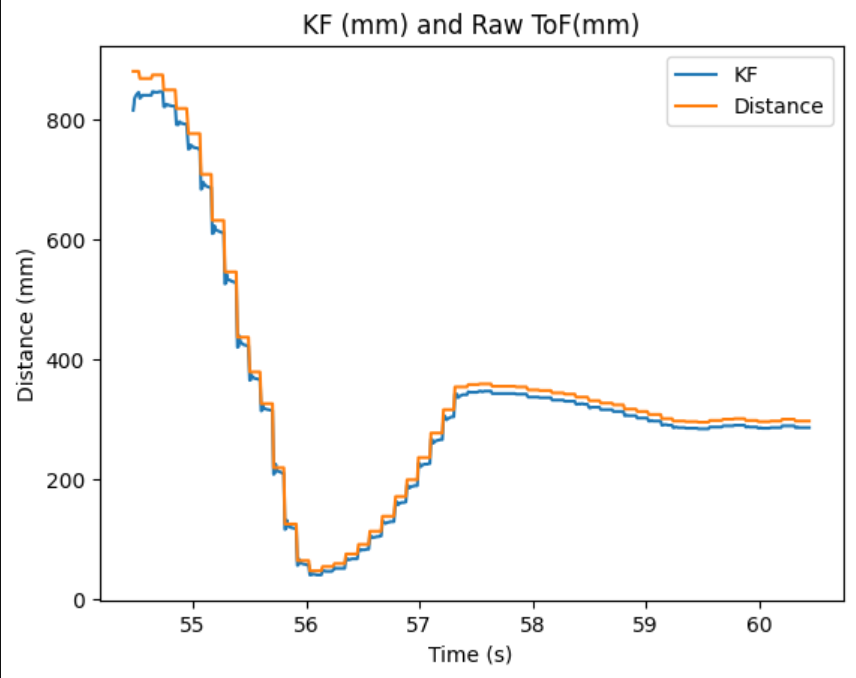 KF (mm) and Raw ToF(mm)
KF
Distance
Distance (mm)
800
600
400
200
0
55 56 57 58 59 60
Time (s)